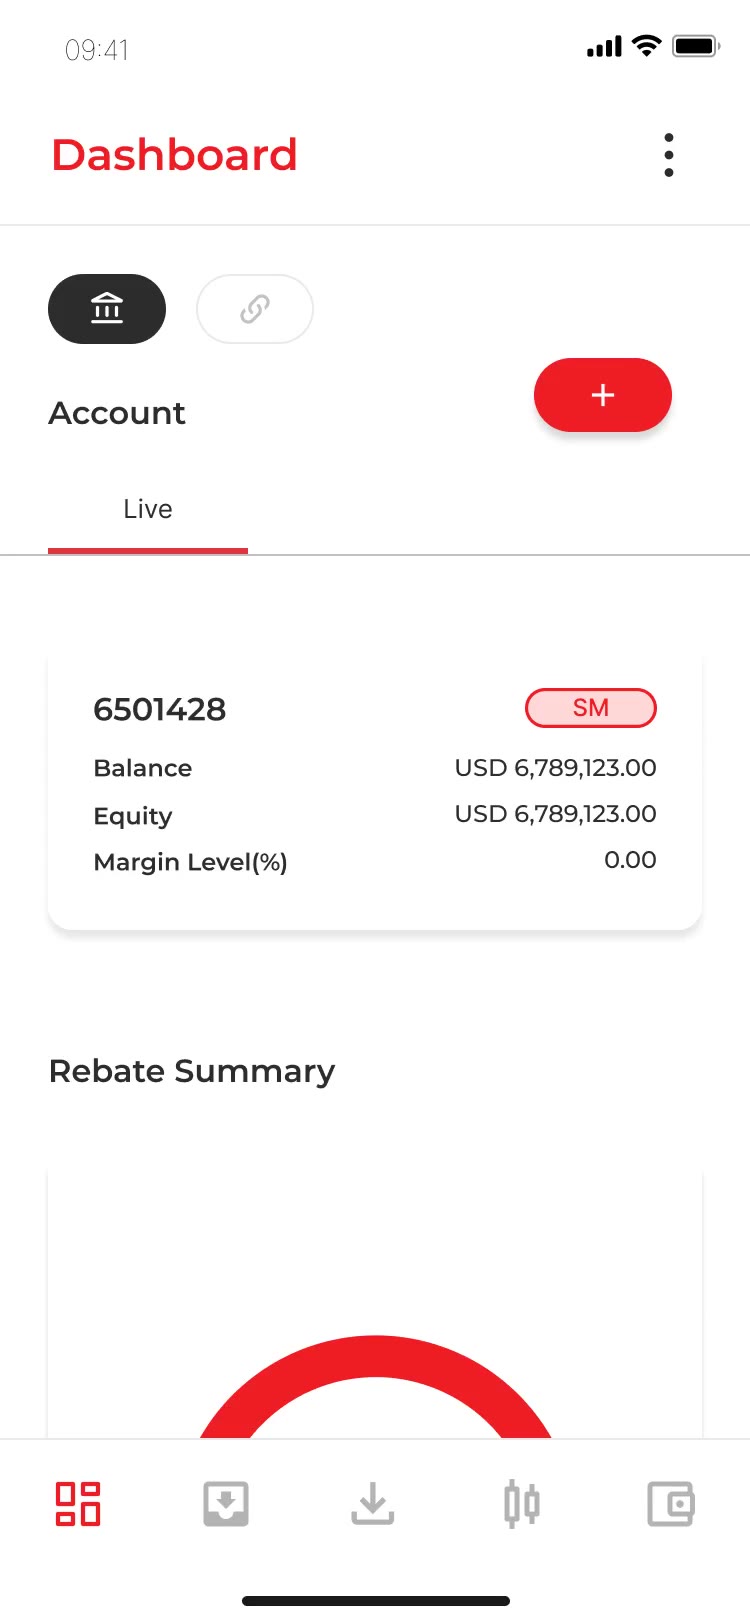 09:41
Dashboard
Account
Live
6501428 SM
Balance USD 6,789,123.00
Equity USD 6,789,123.00
Margin Level(%) 0.00
Rebate Summary